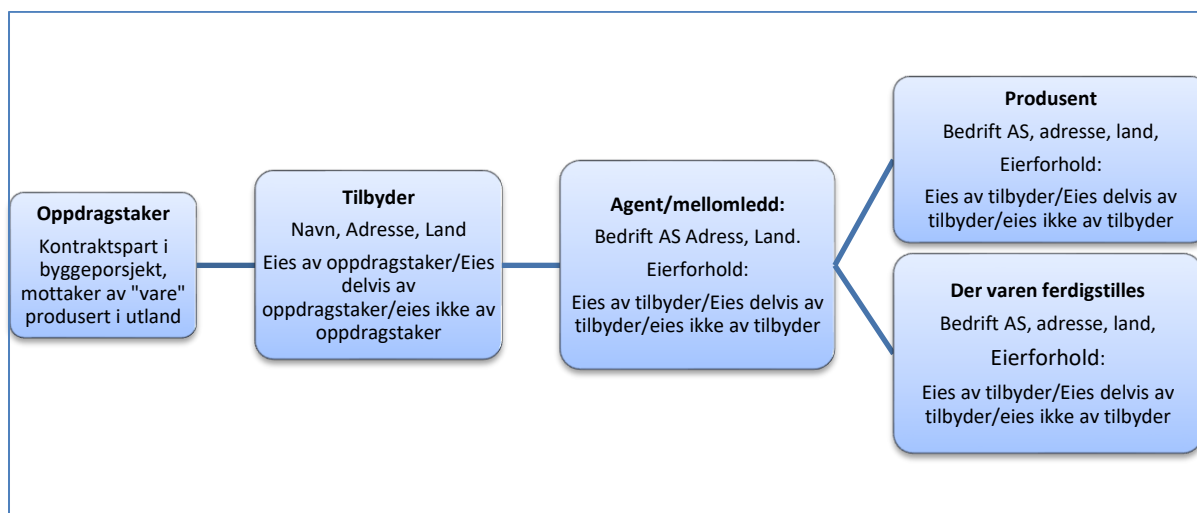 Oppdragstaker
Kontraktspart i
byggeporsjekt,
mottaker av "vare"
produsert i utland
Tilbyder
Navn, Adresse, Land
Eies av oppdragstaker/Eies
delvis av
oppdragstaker/eies ikke av
oppdragstaker
Agent/mellomledd:
Bedrift AS Adress, Land.
Eierforhold:
Eies av tilbyder/Eies delvis av
tilbyder/eies ikke av tilbyder
Produsent
Bedrift AS, adresse, land,
Eierforhold:
Eies av tilbyder/Eies delvis av
tilbyder/eies ikke av tilbyder
Der varen ferdigstilles
Bedrift AS, adresse, land,
Eierforhold:
Eies av tilbyder/Eies delvis av
tilbyder/eies ikke av tilbyder